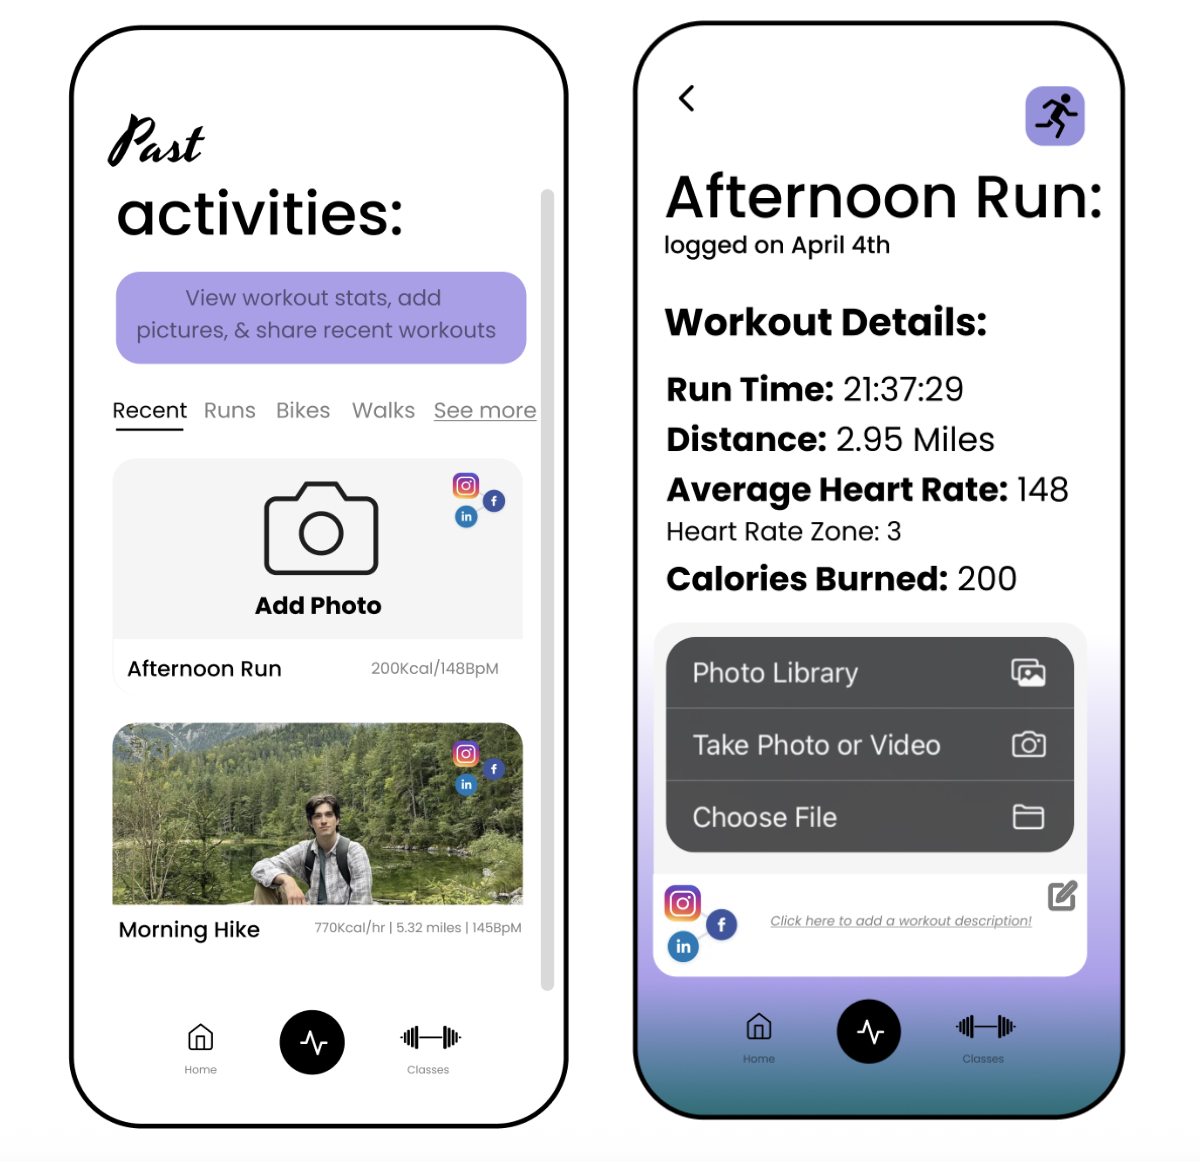 Past
activities:
View workout stats, add
pictures, & share recent workouts
Recent Runs Bikes Walks See more
Add Photo
Afternoon Run 200Kcal/148BpM
Morning Hike 770Kcal/hr | 5.32 miles | 145BpM
Home Classes
Afternoon Run:
logged on April 4th
Workout Details:
Run Time: 21:37:29
Distance: 2.95 Miles
Average Heart Rate: 148
Heart Rate Zone: 3
Calories Burned: 200
Photo Library
Take Photo or Video
Choose File
Click here to add a workout description!
Home Classes